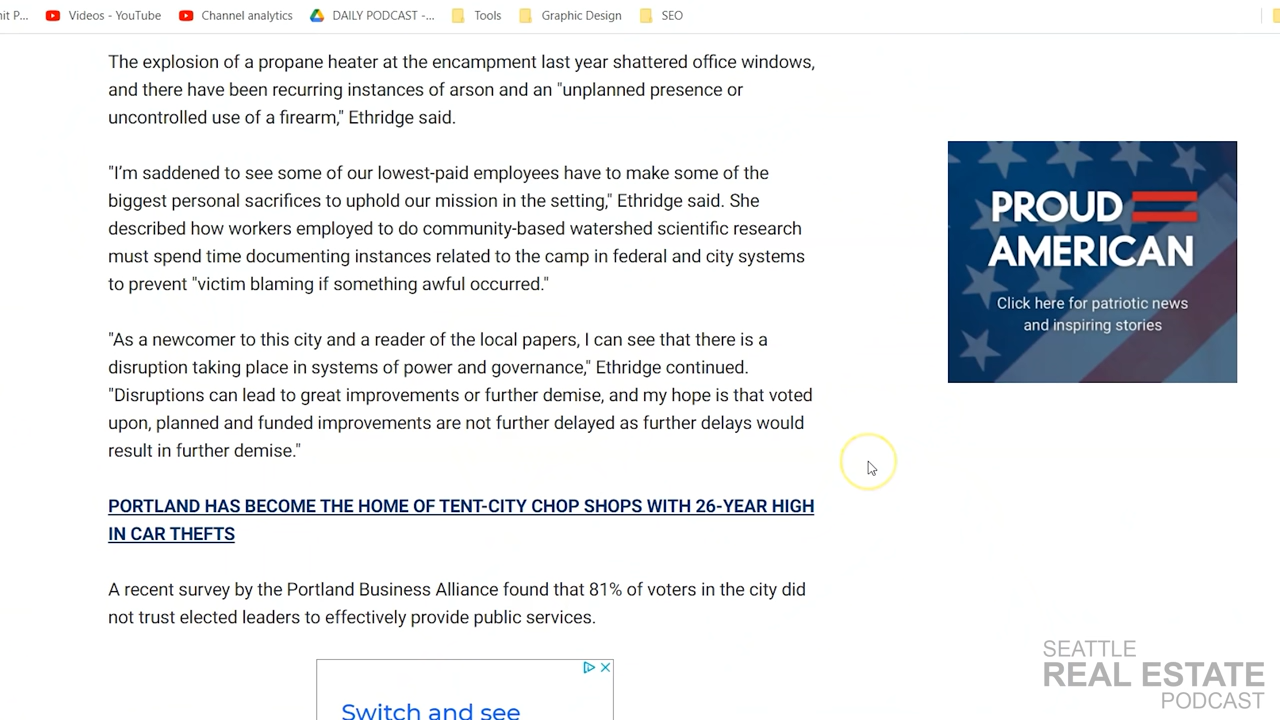 nit P...
Videos - YouTube
Channel analytics
DAILY PODCAST -...
Tools
Graphic Design
SEO
The explosion of a propane heater at the encampment last year shattered office windows,
and there have been recurring instances of arson and an "unplanned presence or
uncontrolled use of a firearm," Ethridge said.
"I’m saddened to see some of our lowest-paid employees have to make some of the
biggest personal sacrifices to uphold our mission in the setting," Ethridge said. She
described how workers employed to do community-based watershed scientific research
must spend time documenting instances related to the camp in federal and city systems
to prevent "victim blaming if something awful occurred."
"As a newcomer to this city and a reader of the local papers, I can see that there is a
disruption taking place in systems of power and governance," Ethridge continued.
"Disruptions can lead to great improvements or further demise, and my hope is that voted
upon, planned and funded improvements are not further delayed as further delays would
result in further demise."
PORTLAND HAS BECOME THE HOME OF TENT-CITY CHOP SHOPS WITH 26-YEAR HIGH
IN CAR THEFTS
A recent survey by the Portland Business Alliance found that 81% of voters in the city did
not trust elected leaders to effectively provide public services.
Switch and see
PROUD
AMERICAN
Click here for patriotic news
and inspiring stories
SEATTLE
REAL ESTATE
PODCAST